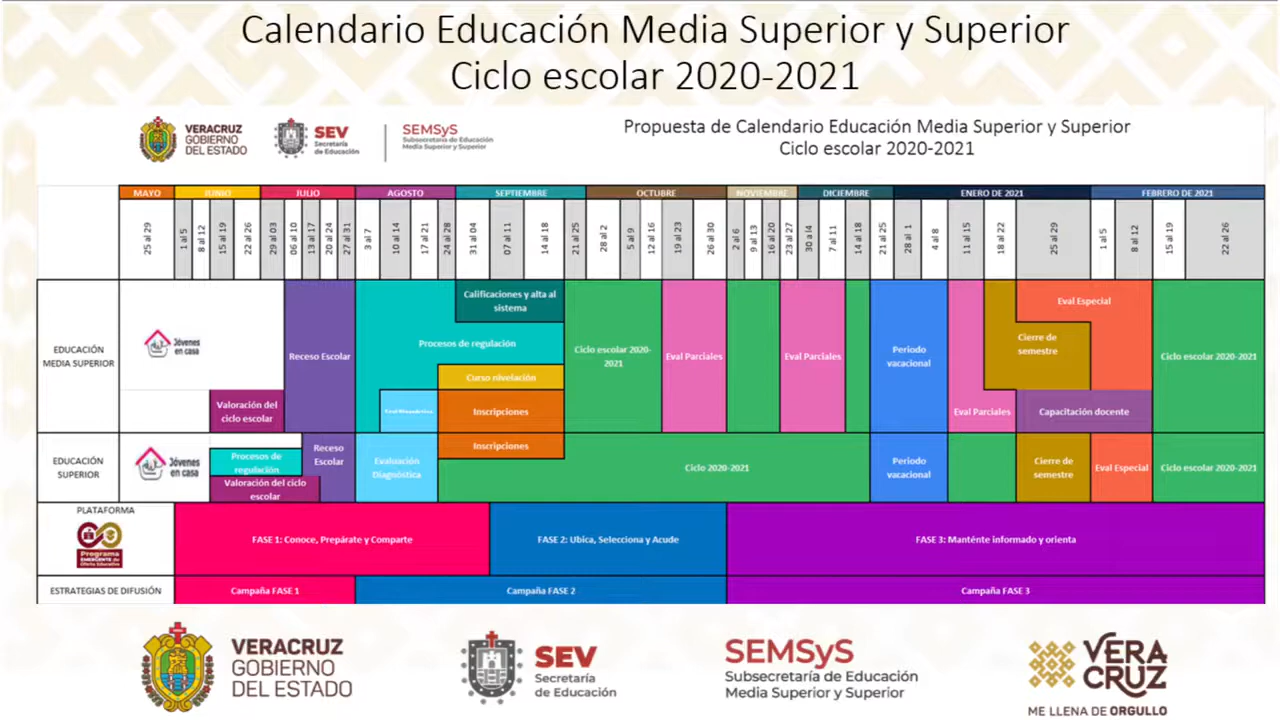 Calendario Educación Media Superior y Superior
Ciclo escolar 2020-2021
VERACRUZ
GOBIERNO
DEL ESTADO
SEV
Secretaría
de Educación
SEMSyS
Subsecretaría de Educación
Media Superior y Superior
Propuesta de Calendario Educación Media Superior y Superior
Ciclo escolar 2020-2021
MAYO JUNIO JULIO AGOSTO SEPTIEMBRE OCTUBRE NOVIEMBRE DICIEMBRE ENERO DE 2021 FEBRERO DE 2021
25 al 29 1 al 5 8 al 12 15 al 19 22 al 26 29 al 03 06 al 10 13 al 17 20 al 24 27 al 31 3 al 7 10 al 14 17 al 21 24 al 28 31 al 04 07 al 11 14 al 18 21 al 25 28 al 2 5 al 9 12 al 16 19 al 23 26 al 30 2 al 6 9 al 13 16 al 20 23 al 27 30 al 4 7 al 11 14 al 18 21 al 25 28 al 1 4 al 8 11 al 15 18 al 22 25 al 29 1 al 5 8 al 12 15 al 19 22 al 26
EDUCACIÓN
MEDIA SUPERIOR
Jóvenes
en casa
Valoración del
ciclo escolar
Receso Escolar
Calificaciones y alta al
sistema
Procesos de regulación
Curso nivelación
Inscripciones
Ciclo escolar 2020-
2021
Eval Parciales
Eval Parciales
Periodo
vacacional
Eval Parciales
Eval Especial
Cierre de
semestre
Capacitación docente
Ciclo escolar 2020-2021
EDUCACIÓN
SUPERIOR
Jóvenes
en casa
Procesos de
regulación
Valoración del ciclo
escolar
Receso
Escolar
Evaluación
Diagnóstica
Inscripciones
Ciclo 2020-2021
Periodo
vacacional
Cierre de
semestre
Eval Especial
Ciclo escolar 2020-2021
PLATAFORMA
Programa
EMERGENTE de
Oferta Educativa
FASE 1: Conoce, Prepárate y Comparte
FASE 2: Ubica, Selecciona y Acude
FASE 3: Manténte informado y orienta
ESTRATEGIAS DE DIFUSIÓN
Campaña FASE 1
Campaña FASE 2
Campaña FASE 3
VERACRUZ
GOBIERNO
DEL ESTADO
SEV
Secretaría
de Educación
SEMSyS
Subsecretaría de Educación
Media Superior y Superior
VERA
CRUZ
ME LLENA DE ORGULLO